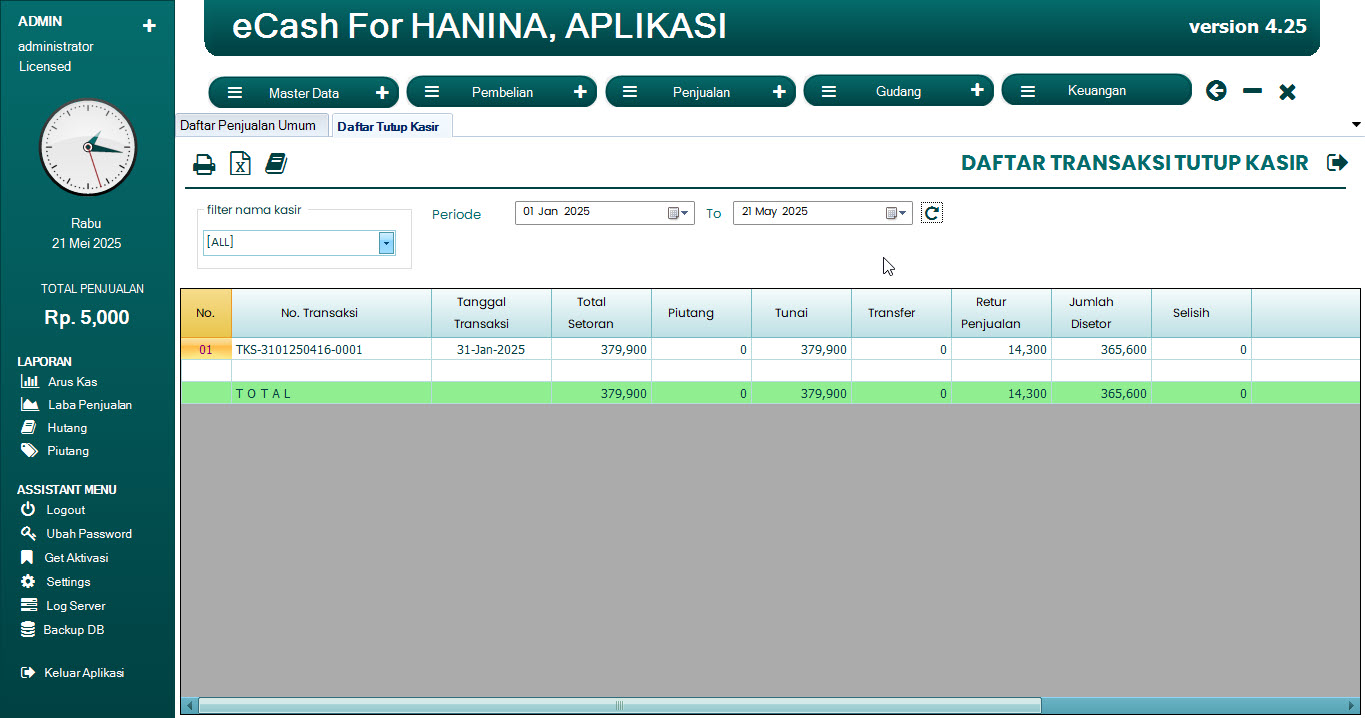 ADMIN
administrator
Licensed
Rabu
21 Mei 2025
TOTAL PENJUALAN
Rp. 5,000
LAPORAN
Arus Kas
Laba Penjualan
Hutang
Piutang
ASSISTANT MENU
Logout
Ubah Password
Get Aktivasi
Settings
Log Server
Backup DB
Keluar Aplikasi
eCash For HANINA, APLIKASI
version 4.25
Master Data
Pembelian
Penjualan
Gudang
Keuangan
Daftar Penjualan Umum
Daftar Tutup Kasir
DAFTAR TRANSAKSI TUTUP KASIR
filter nama kasir
[ALL]
Periode
01 Jan 2025
To
21 May 2025
No.
No. Transaksi
Tanggal
Transaksi
Total
Setoran
Piutang
Tunai
Transfer
Retur
Penjualan
Jumlah
Disetor
Selisih
01 TKS-3101250416-0001 31-Jan-2025 379,900 0 379,900 0 14,300 365,600 0
T O T A L 379,900 0 379,900 0 14,300 365,600 0